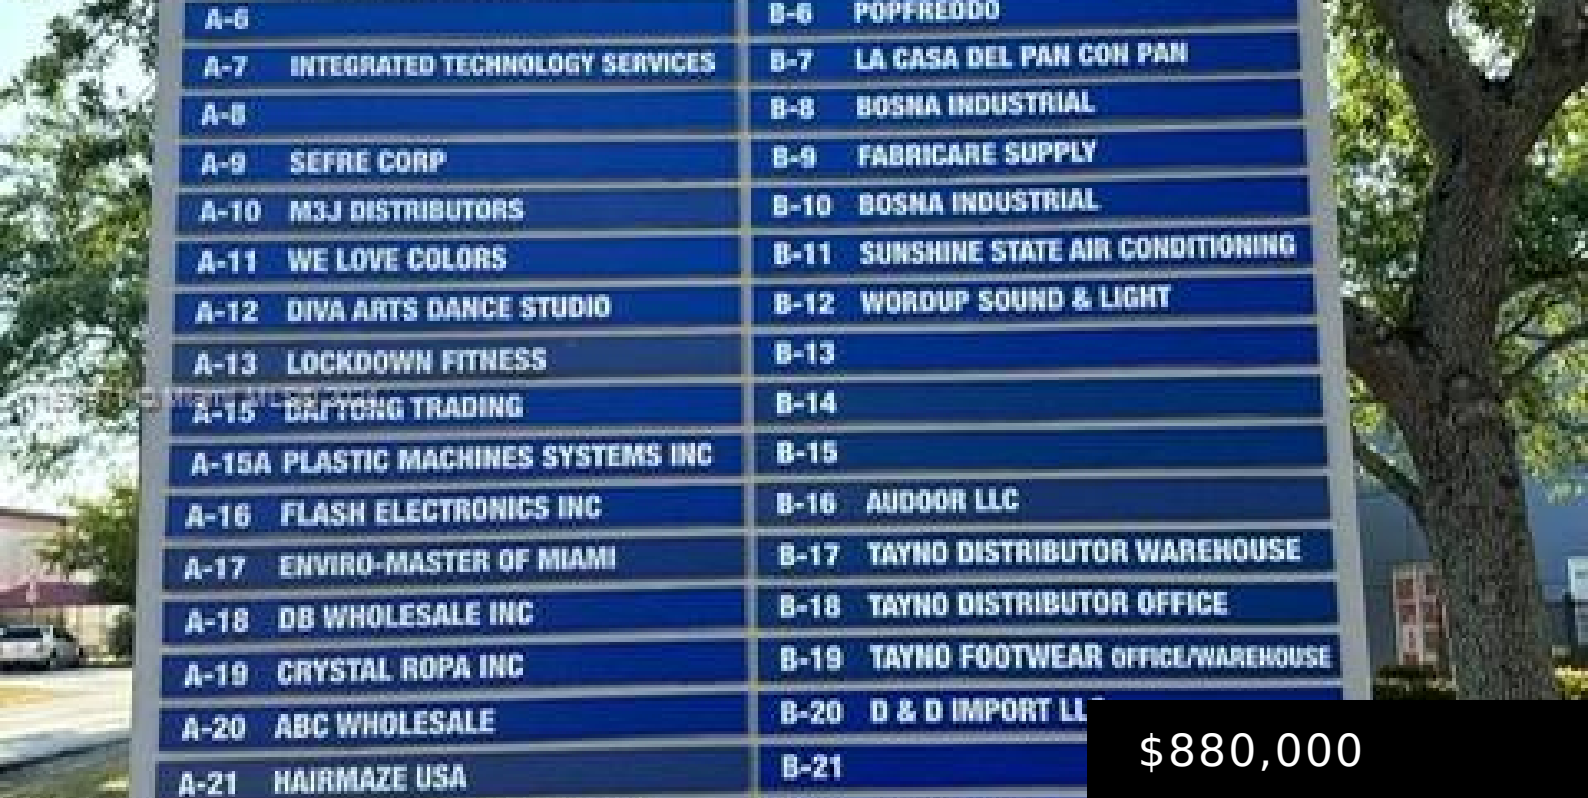 A-6
A-7 INTEGRATED TECHNOLOGY SERVICES
A-8
A-9 SEFRE CORP
A-10 M3J DISTRIBUTORS
A-11 WE LOVE COLORS
A-12 DIVA ARTS DANCE STUDIO
A-13 LOCKDOWN FITNESS
A-15 DAFTONG TRADING
A-15A PLASTIC MACHINES SYSTEMS INC
A-16 FLASH ELECTRONICS INC
A-17 ENVIRO-MASTER OF MIAMI
A-18 DB WHOLESALE INC
A-19 CRYSTAL ROPA INC
A-20 ABC WHOLESALE
A-21 HAIRMAZE USA
B-6 POPFREDDO
B-7 LA CASA DEL PAN CON PAN
B-8 BOSNA INDUSTRIAL
B-9 FABRICARE SUPPLY
B-10 BOSNA INDUSTRIAL
B-11 SUNSHINE STATE AIR CONDITIONING
B-12 WORDUP SOUND & LIGHT
B-13
B-14
B-15
B-16 AUDOOR LLC
B-17 TAYNO DISTRIBUTOR WAREHOUSE
B-18 TAYNO DISTRIBUTOR OFFICE
B-19 TAYNO FOOTWEAR OFFICE/WAREHOUSE
B-20 D & D IMPORT LLC
B-21
$880,000